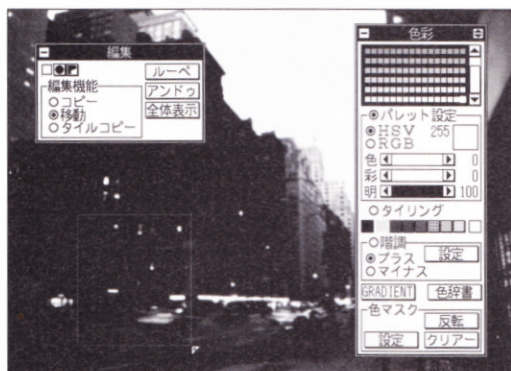 編集
ルーペ
編集機能
アンドゥ
コピー
移動
全体表示
タイルコピー
色彩
パレット設定
HSV 255
RGB
色 0
彩 0
明 100
タイリング
階調
設定
プラス
マイナス
GRADIENT 色辞書
色マスク
反転
設定 クリアー